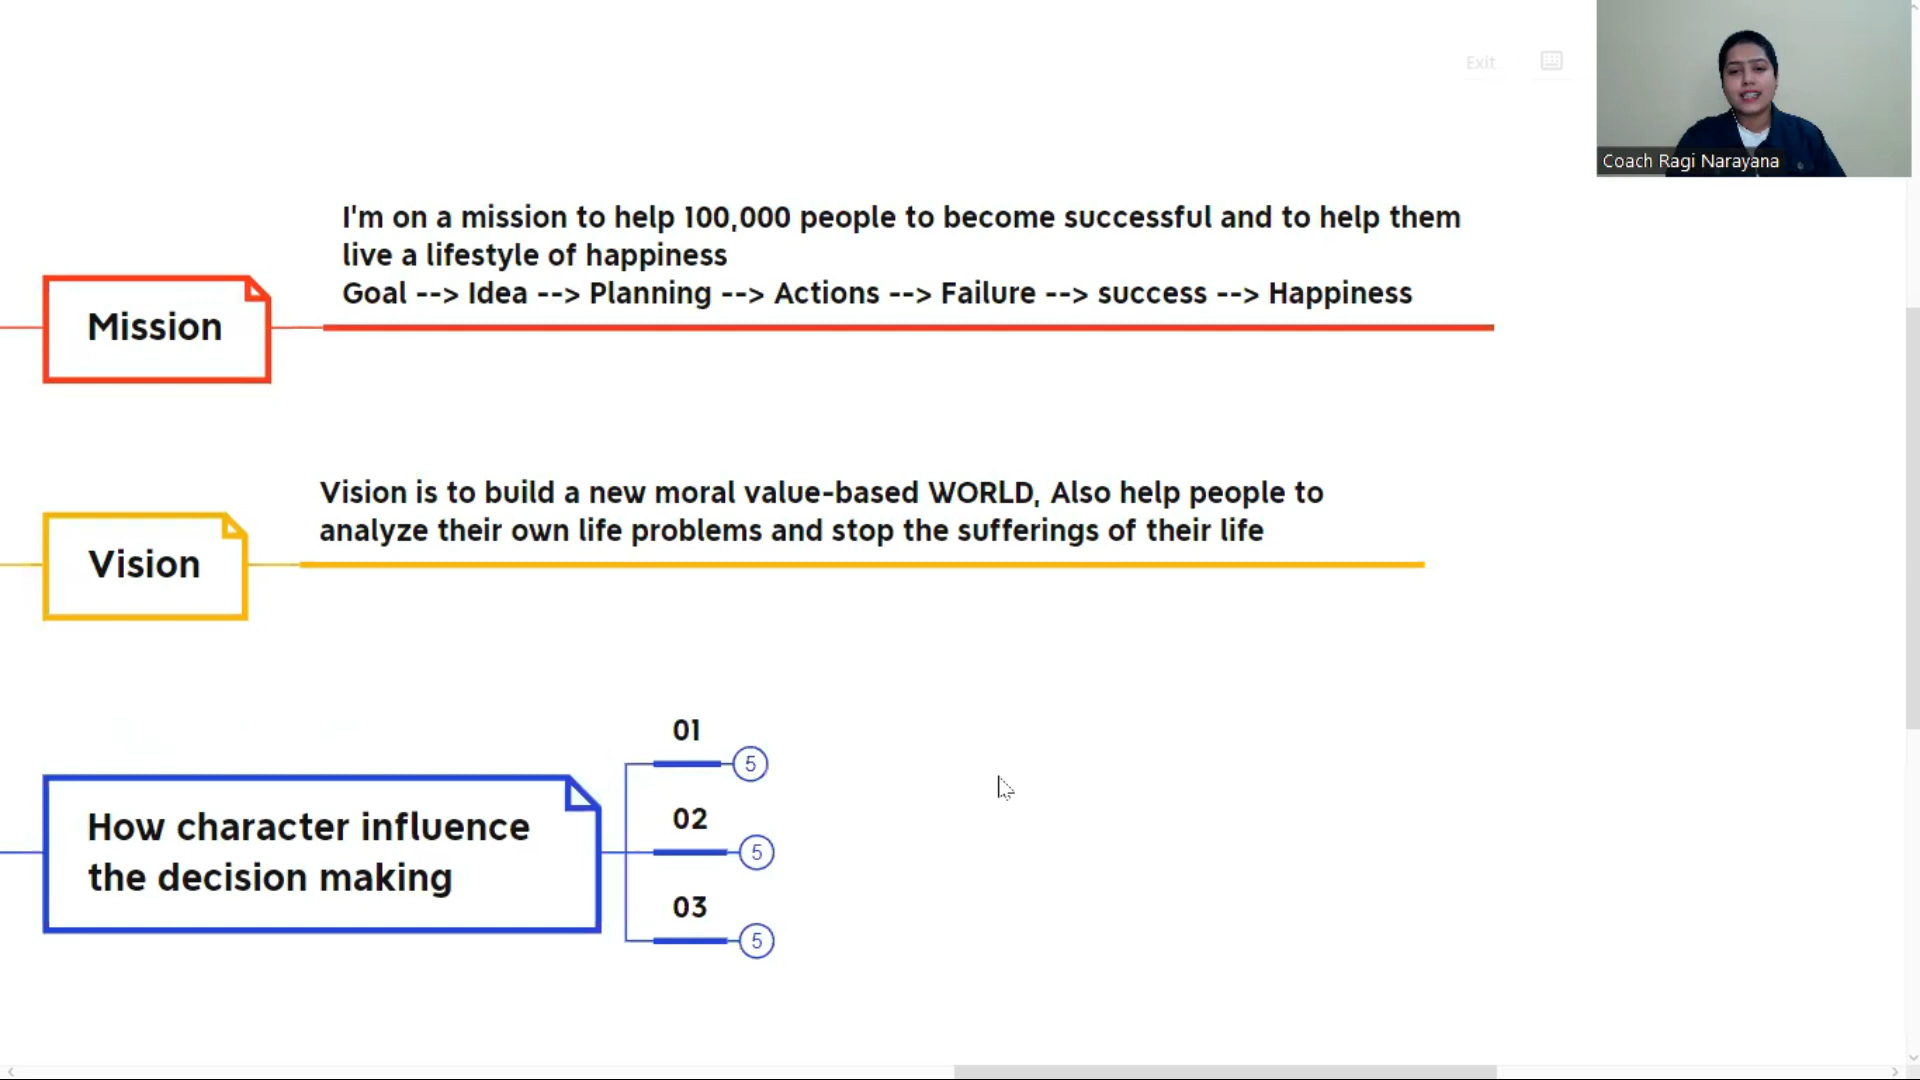 Exit
Coach Ragi Narayana
I'm on a mission to help 100,000 people to become successful and to help them
live a lifestyle of happiness
Goal --> Idea --> Planning --> Actions --> Failure --> success --> Happiness
Mission
Vision is to build a new moral value-based WORLD, Also help people to
analyze their own life problems and stop the sufferings of their life
Vision
How character influence
the decision making
01
5
02
5
03
5